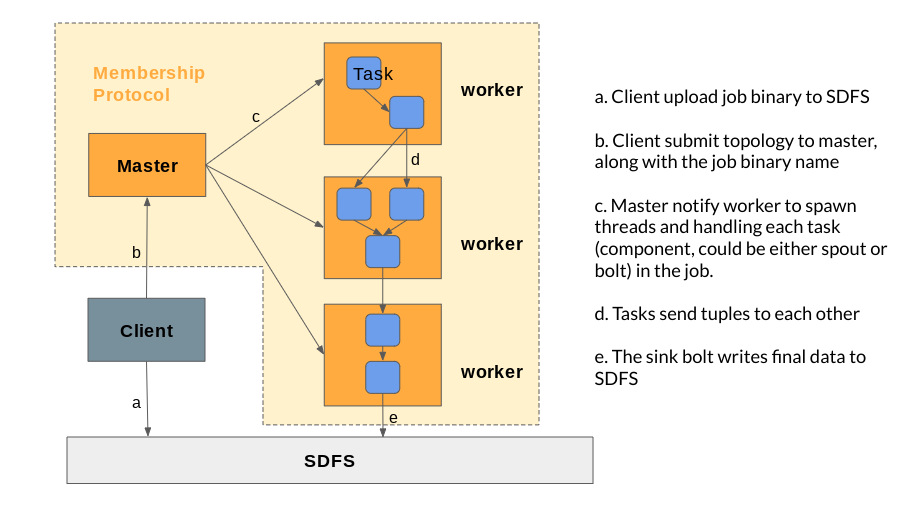 Membership
Protocol
Task
worker
c
Master
d
worker
b
Client
worker
a
e
SDFS
a. Client upload job binary to SDFS
b. Client submit topology to master,
along with the job binary name
c. Master notify worker to spawn
threads and handling each task
(component, could be either spout or
bolt) in the job.
d. Tasks send tuples to each other
e. The sink bolt writes final data to
SDFS